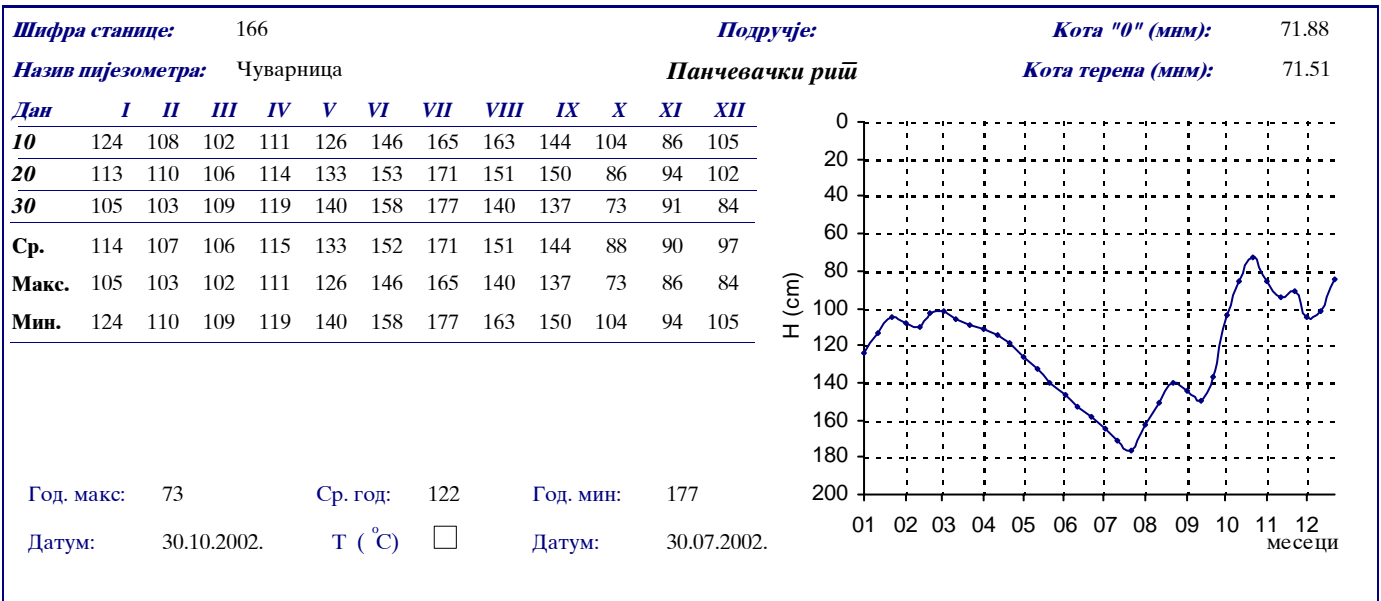 Шифра станице: 166 Подручје: Кота "0" (мнм): 71.88
Назив пијезометра: Чуварница Панчевачки рит Кота терена (мнм): 71.51
Дан I II III IV V VI VII VIII IX X XI XII
10 124 108 102 111 126 146 165 163 144 104 86 105
20 113 110 106 114 133 153 171 151 150 86 94 102
30 105 103 109 119 140 158 177 140 137 73 91 84
Ср. 114 107 106 115 133 152 171 151 144 88 90 97
Макс. 105 103 102 111 126 146 165 140 137 73 86 84
Мин. 124 110 109 119 140 158 177 163 150 104 94 105
Год. макс: 73 Ср. год: 122 Год. мин: 177
Датум: 30.10.2002. Т ( °C) Датум: 30.07.2002.
0
20
40
60
80
100
120
140
160
180
200
H (cm)
01 02 03 04 05 06 07 08 09 10 11 12
месеци